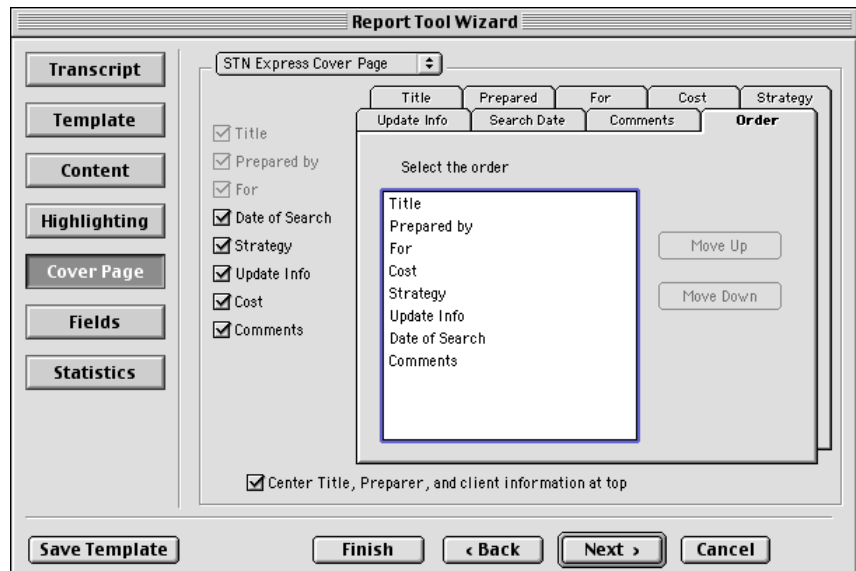 Report Tool Wizard
Transcript
Template
Content
Highlighting
Cover Page
Fields
Statistics
STN Express Cover Page
Title
Prepared by
For
Date of Search
Strategy
Update Info
Cost
Comments
Title Prepared For Cost Strategy
Update Info Search Date Comments Order
Select the order
Title
Prepared by
For
Cost
Strategy
Update Info
Date of Search
Comments
Move Up
Move Down
Center Title, Preparer, and client information at top
Save Template Finish ‹ Back Next › Cancel